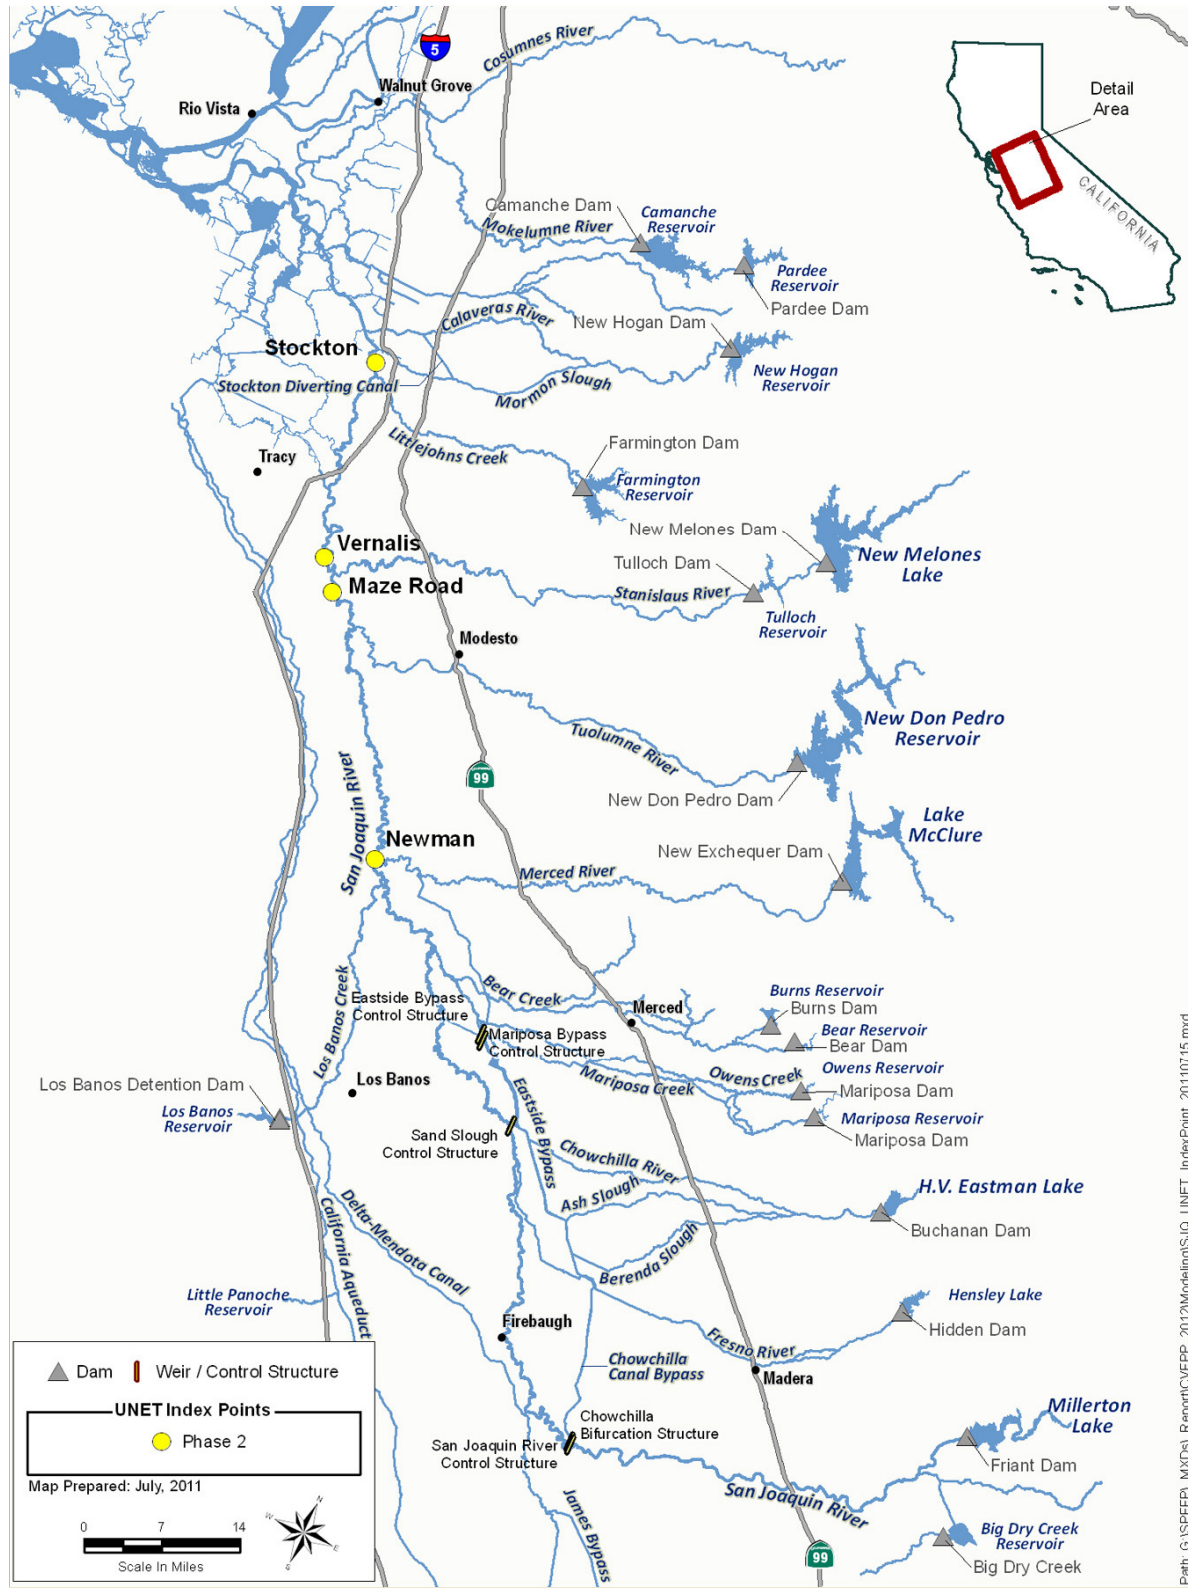 5
Cosumnes River
Walnut Grove
Rio Vista
Detail
Area
CALIFORNIA
Camanche Dam
Camanche
Reservoir
Mokelumne River
Pardee
Reservoir
Pardee Dam
Calaveras River
New Hogan Dam
New Hogan
Reservoir
Stockton
Stockton Diverting Canal
Mormon Slough
Littlejohns Creek
Farmington Dam
Farmington
Reservoir
Tracy
New Melones Dam
New Melones
Lake
Vernalis
Tulloch Dam
Maze Road
Stanislaus River
Tulloch
Reservoir
Modesto
New Don Pedro
Reservoir
Tuolumne River
San Joaquin River
99
New Don Pedro Dam
Lake
McClure
Newman
New Exchequer Dam
Merced River
Bear Creek
Eastside Bypass
Control Structure
Merced
Burns Reservoir
Burns Dam
Mariposa Bypass
Control Structure
Bear Reservoir
Bear Dam
Los Banos Creek
Owens Creek
Owens Reservoir
Mariposa Creek
Mariposa Dam
Los Banos Detention Dam
Los Banos
Los Banos
Reservoir
Eastside Bypass
Mariposa Reservoir
Mariposa Dam
Sand Slough
Control Structure
Chowchilla River
Ash Slough
H.V. Eastman Lake
Buchanan Dam
Delta-Mendota Canal
California Aqueduct
Berenda Slough
Little Panoche
Reservoir
Hensley Lake
Hidden Dam
Firebaugh
Fresno River
Chowchilla
Canal Bypass
Madera
Chowchilla
Bifurcation Structure
San Joaquin River
Control Structure
Millerton
Lake
Friant Dam
San Joaquin River
James Bypass
Big Dry Creek
Reservoir
Big Dry Creek
99
Dam
Weir / Control Structure
UNET Index Points
Phase 2
Map Prepared: July, 2011
0 7 14
Scale In Miles
N
W
E
S
Path: G:\SPFFP\_MXDs\_Report\CVFPP_2012\Modeling\SJQ_UNET_IndexPoint_20110715.mxd